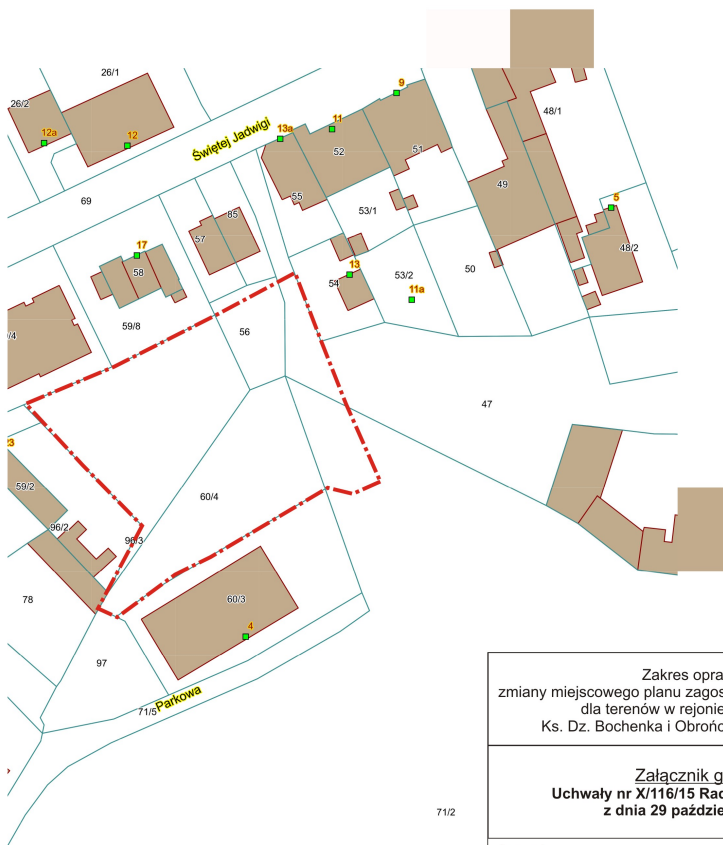 26/1
9
26/2
48/1
11
12a
12
13a
Świętej Jadwigi
52
51
49
69
55
53/1
5
85
57
48/2
17
58
54
13
53/2
50
11a
59/8
56
47
59/2
60/4
96/2
96/3
78
60/3
4
97
71/5
Parkowa
71/2
Zakres opra
zmiany miejscowego planu zagos
dla terenów w rejonie
Ks. Dz. Bochenka i Obrońc
Załącznik g
Uchwały nr X/116/15 Rad
z dnia 29 paździe